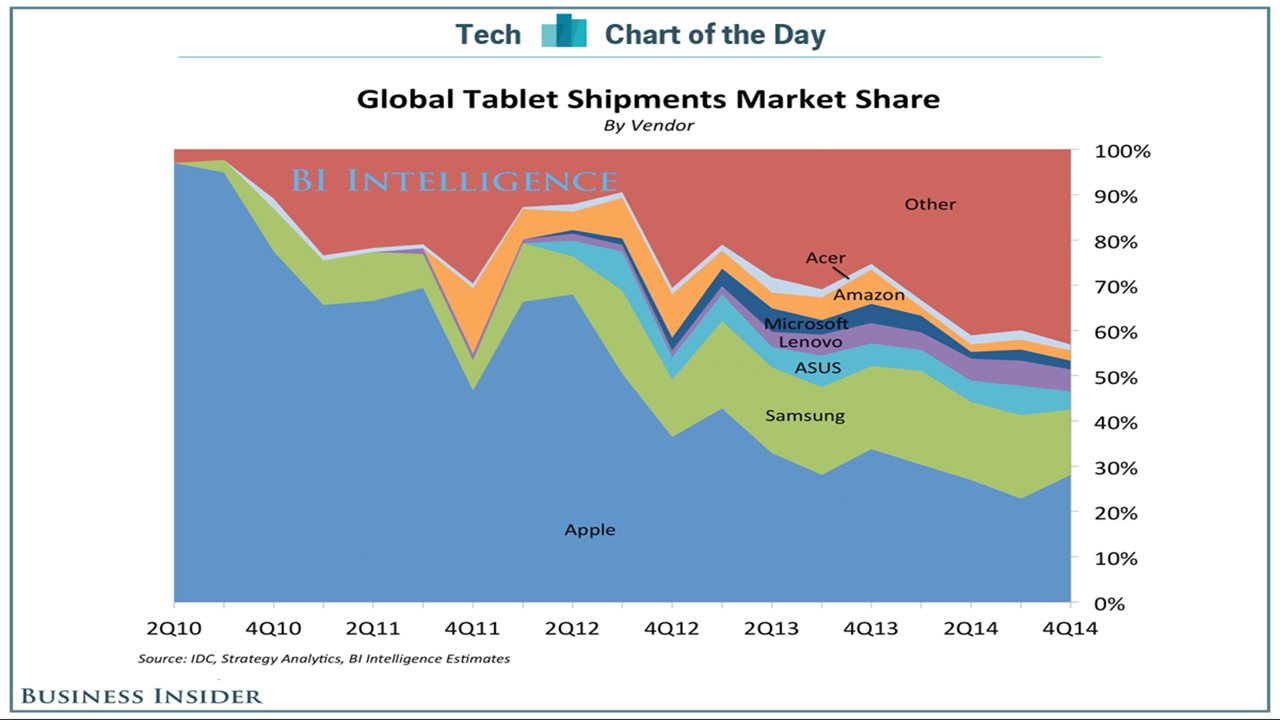 Tech Chart of the Day
Global Tablet Shipments Market Share
By Vendor
BI INTELLIGENCE
100%
90%
80%
70%
60%
50%
40%
30%
20%
10%
0%
Other
Acer
Amazon
Microsoft
Lenovo
ASUS
Samsung
Apple
2Q10 4Q10 2Q11 4Q11 2Q12 4Q12 2Q13 4Q13 2Q14 4Q14
Source: IDC, Strategy Analytics, BI Intelligence Estimates
BUSINESS INSIDER